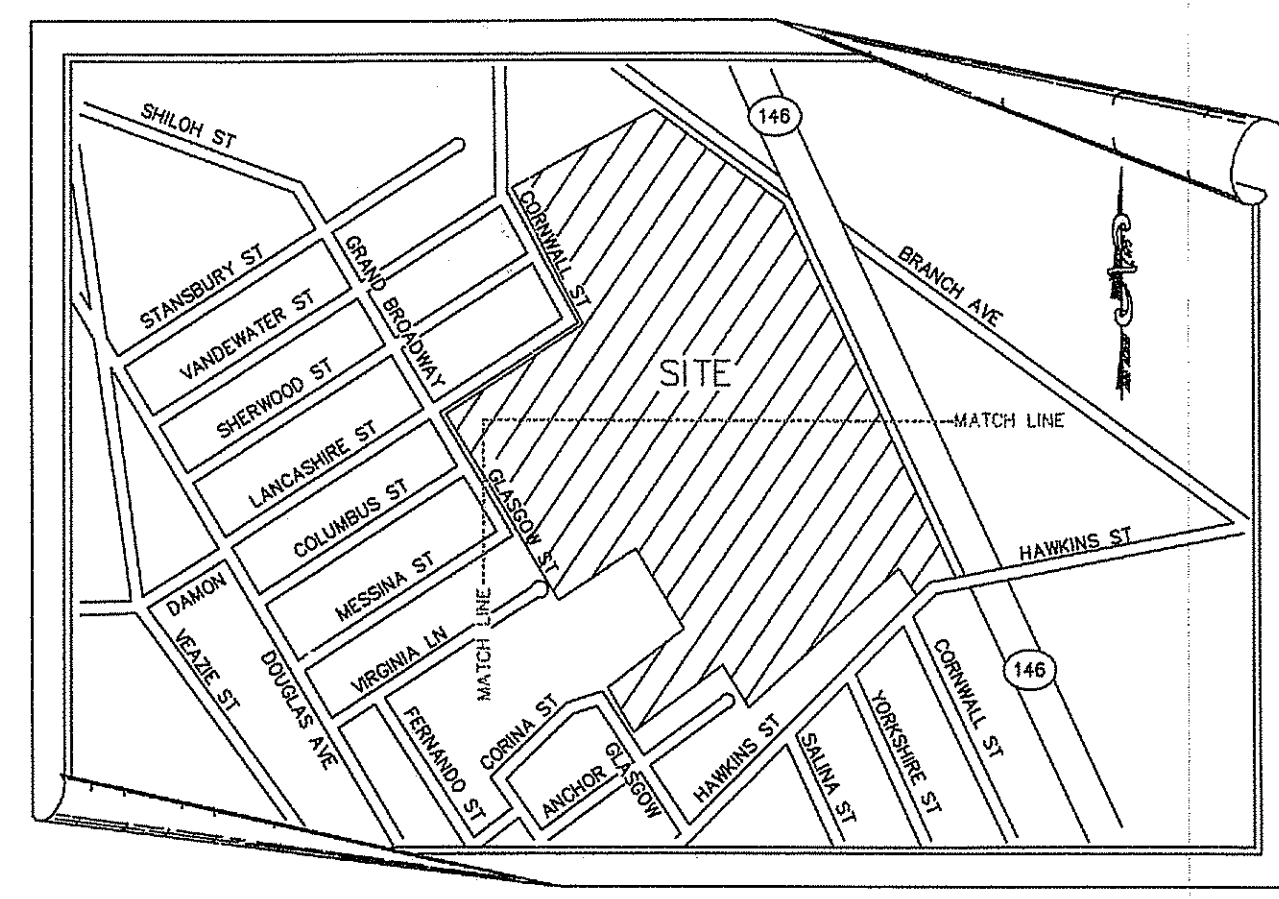 SHILOH ST
146
CORNWALL ST
GRAND BROADWAY
STANSBURY ST
BRANCH AVE
VANDEWATER ST
SITE
SHERWOOD ST
MATCH LINE
LANCASHIRE ST
GLASGOW ST
COLUMBUS ST
HAWKINS ST
MESSINA ST
DAMON
MATCH LINE
VEAZIE ST
VIRGINIA LN
DOUGLAS AVE
146
CORNWALL ST
FERNANDO ST
CORINA ST
YORKSHIRE ST
ANCHOR
GLASGOW
HAWKINS ST
SALINA ST